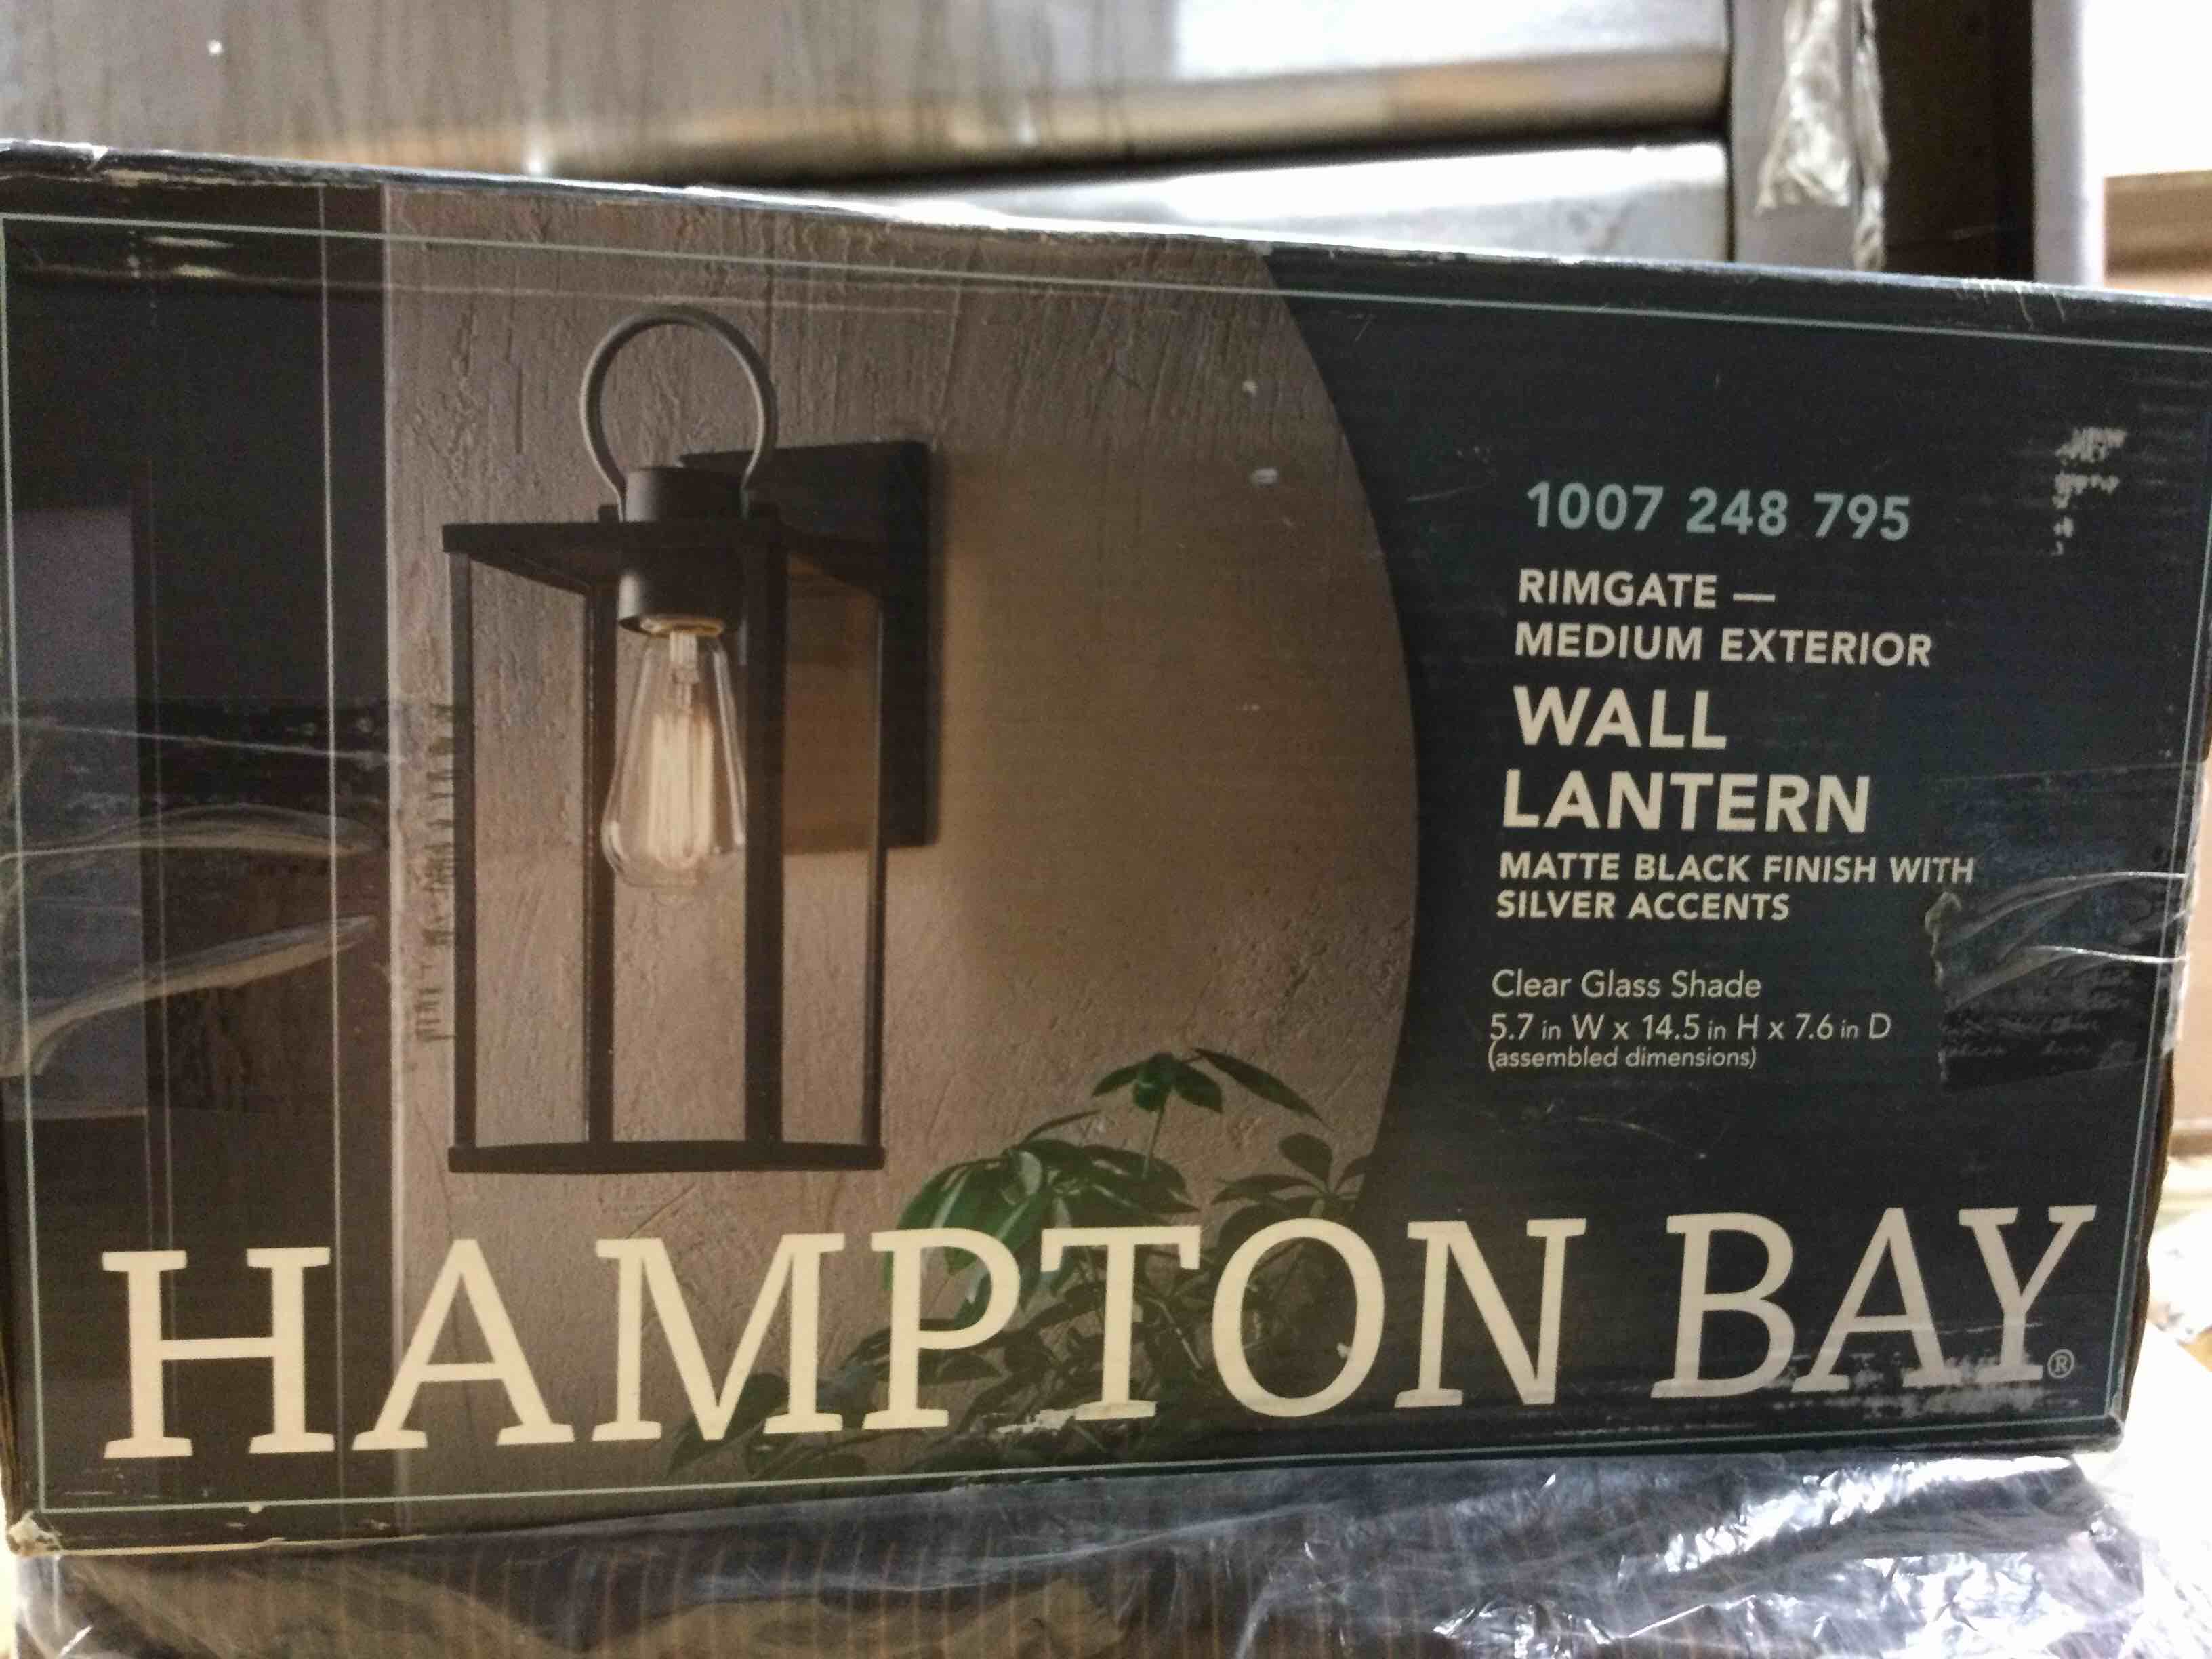 1007 248 795
RIMGATE —
MEDIUM EXTERIOR
WALL
LANTERN
MATTE BLACK FINISH WITH
SILVER ACCENTS
Clear Glass Shade
5.7 in W x 14.5 in H x 7.6 in D
(assembled dimensions)
HAMPTON BAY®